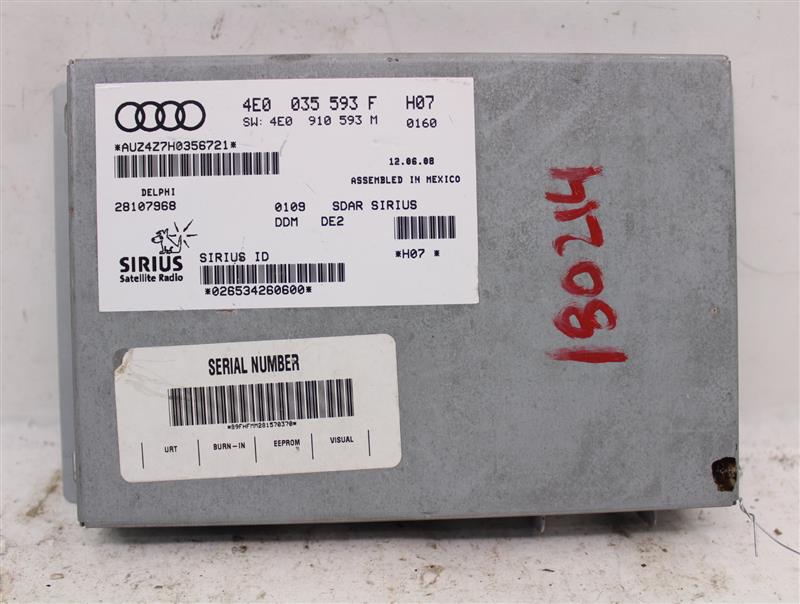 4E0 035 593 F H07
SW: 4E0 910 593 M 0160
*AUZ4Z7H0356721*
12.06.08
ASSEMBLED IN MEXICO
DELPHI
28107968 0109 SDAR SIRIUS
DDM DE2
SIRIUS
Satellite Radio
SIRIUS ID
*H07 *
*026534260600*
SERIAL NUMBER
*89FHFMM281570370*
URT BURN-IN EEPROM VISUAL
180214